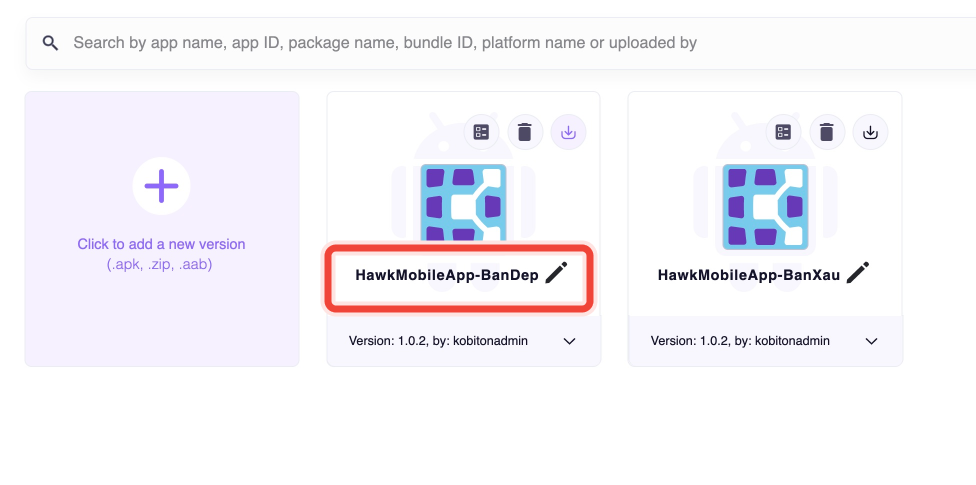 Search by app name, app ID, package name, bundle ID, platform name or uploaded by
Click to add a new version
(.apk, .zip, .aab)
HawkMobileApp-BanDep
Version: 1.0.2, by: kobitonadmin
HawkMobileApp-BanXau
Version: 1.0.2, by: kobitonadmin